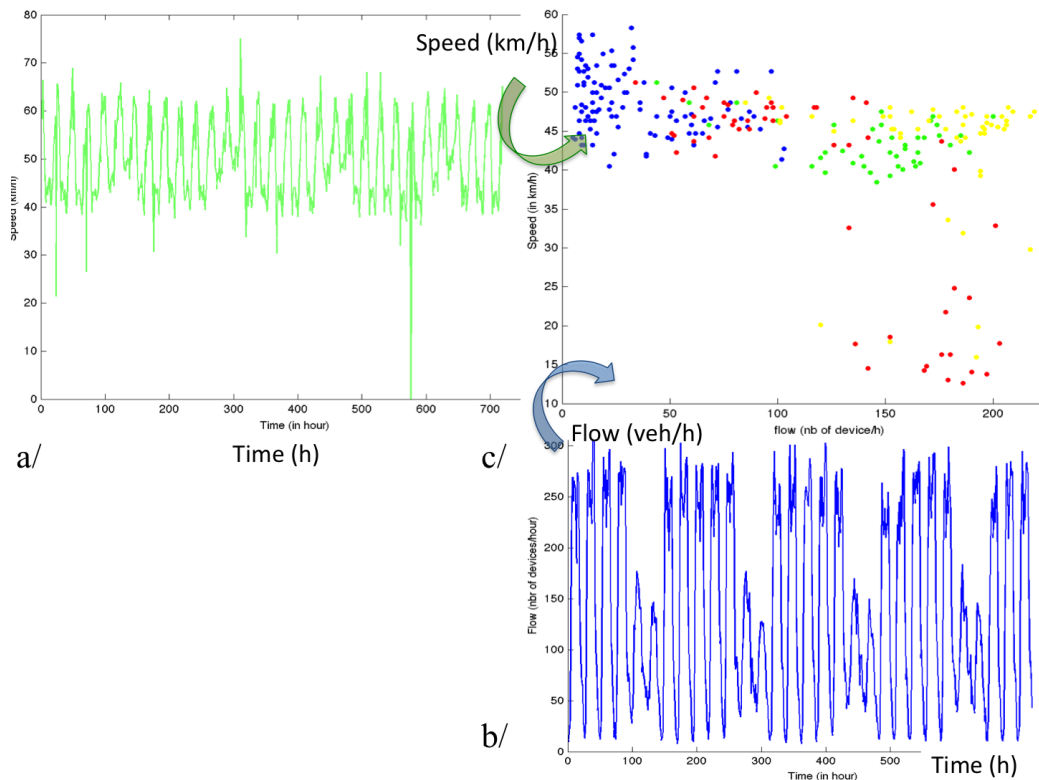 80
70
60
50
40
30
20
10
0
0 100 200 300 400 500 600 700
Time (in hour)
Time (h)
a/
Speed (km/h)
60
55
50
45
40
35
30
25
20
15
10
Speed (in km/h)
0 50 100 150 200
flow (nb of device/h)
c/
Flow (veh/h)
300
250
200
150
100
50
0
Flow (nbr of devices/hour)
0 100 200 300 400 500
Time (in hour)
Time (h)
b/